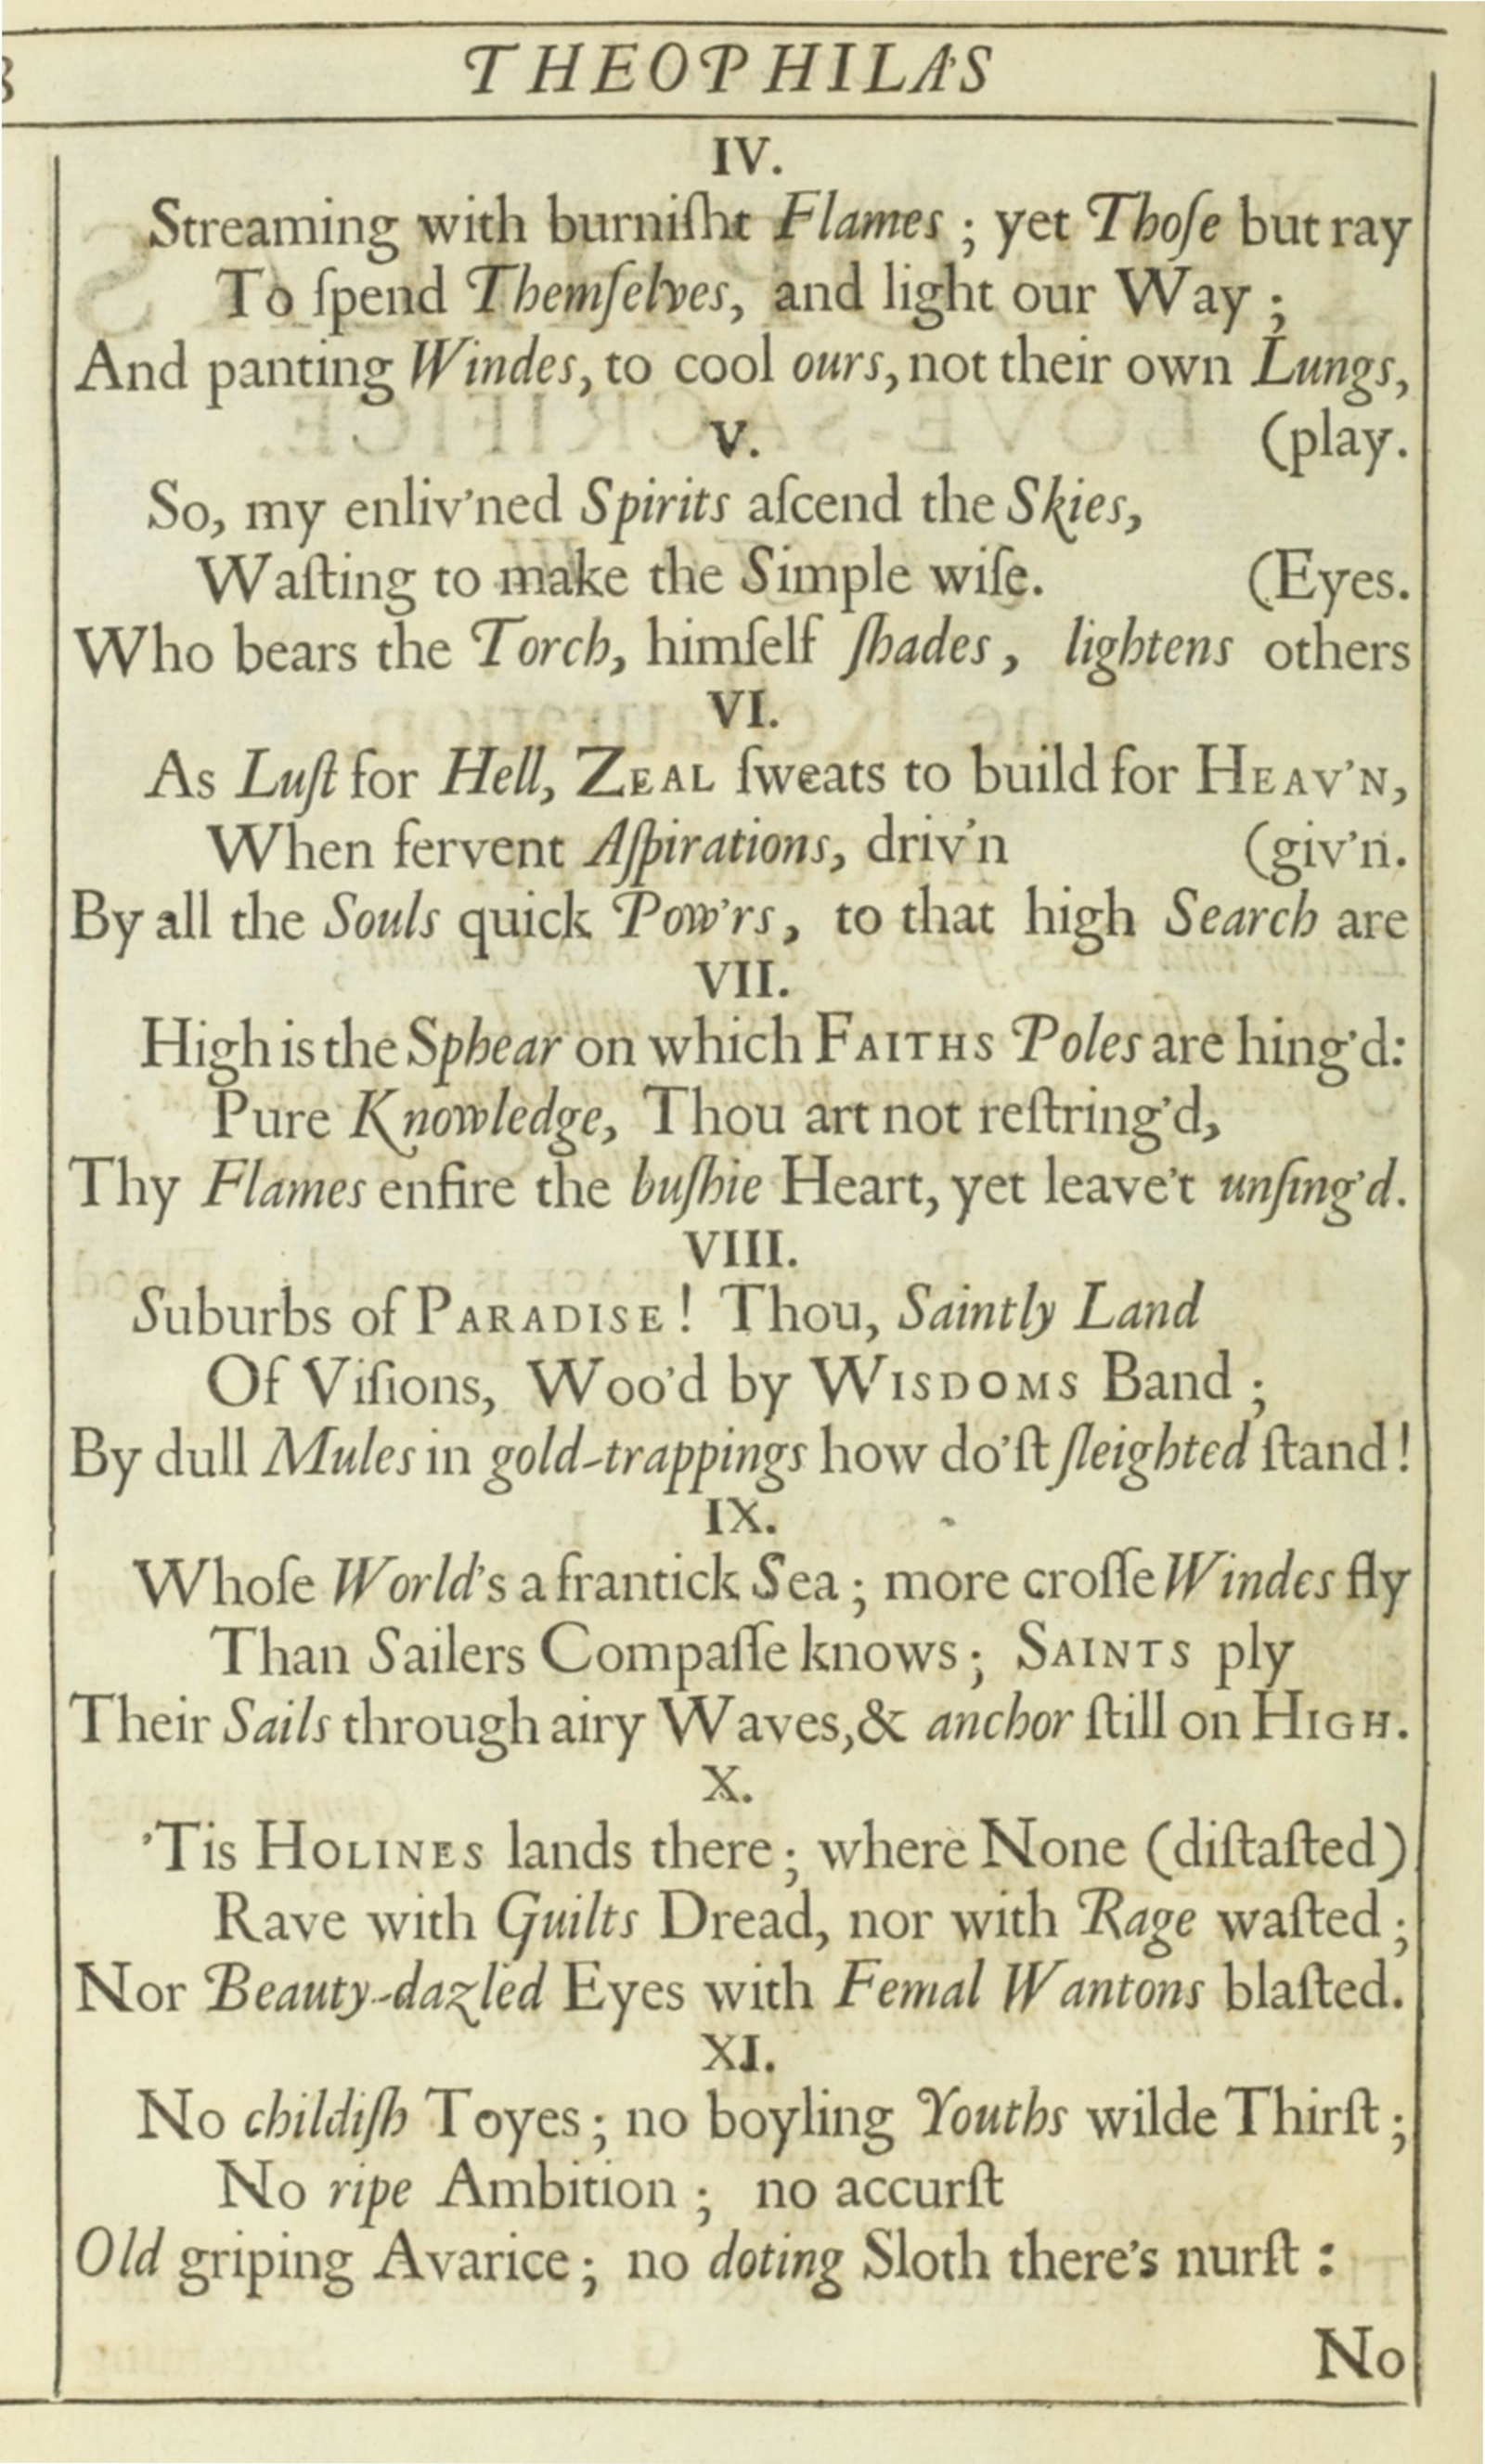 THEOPHILA'S
IV.
Streaming with burniſht Flames ; yet Thoſe but ray
To ſpend Themſelves, and light our Way ;
And panting Windes, to cool ours, not their own Lungs,
V. (play.
So, my enliv'ned Spirits aſcend the Skies,
Waſting to make the Simple wiſe. (Eyes.
Who bears the Torch, himſelf ſhades, lightens others
VI.
As Luſt for Hell, ZEAL ſweats to build for HEAV'N,
When fervent Aſpirations, driv'n (giv'n.
By all the Souls quick Pow'rs, to that high Search are
VII.
High is the Sphear on which FAITHS Poles are hing'd:
Pure Knowledge, Thou art not reſtring'd,
Thy Flames enfire the buſhie Heart, yet leave't unſing'd.
VIII.
Suburbs of PARADISE! Thou, Saintly Land
Of Viſions, Woo'd by WISDOMS Band ;
By dull Mules in gold-trappings how do'ſt ſleighted ſtand!
IX.
Whoſe World's a frantick Sea ; more croſſe Windes fly
Than Sailers Compaſſe knows ; SAINTS ply
Their Sails through airy Waves, & anchor ſtill on HIGH.
X.
'Tis HOLINES lands there ; where None (diſtaſted)
Rave with Guilts Dread, nor with Rage waſted ;
Nor Beauty-dazled Eyes with Femal Wantons blaſted.
XI.
No childiſh Toyes ; no boyling Youths wilde Thirſt ;
No ripe Ambition ; no accurſt
Old griping Avarice ; no doting Sloth there's nurſt :
No